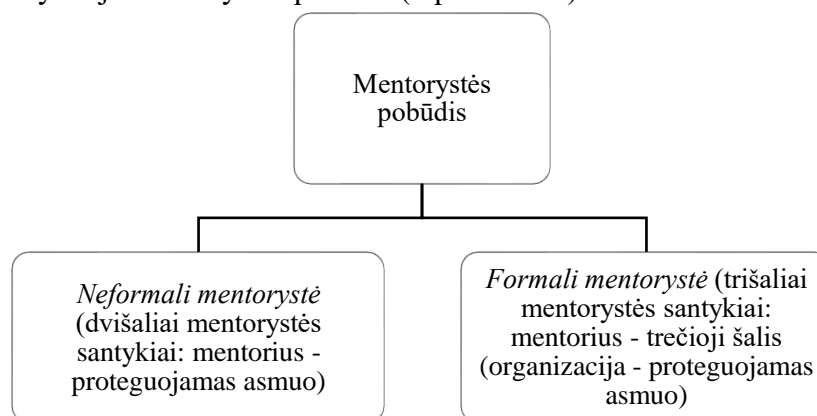 Mentorystės
pobūdis
Neformali mentorystė
(dvišaliai mentorystės
santykiai: mentorius -
proteguojamas asmuo)
Formali mentorystė (trišaliai
mentorystės santykiai:
mentorius - trečioji šalis
(organizacija - proteguojamas
asmuo)